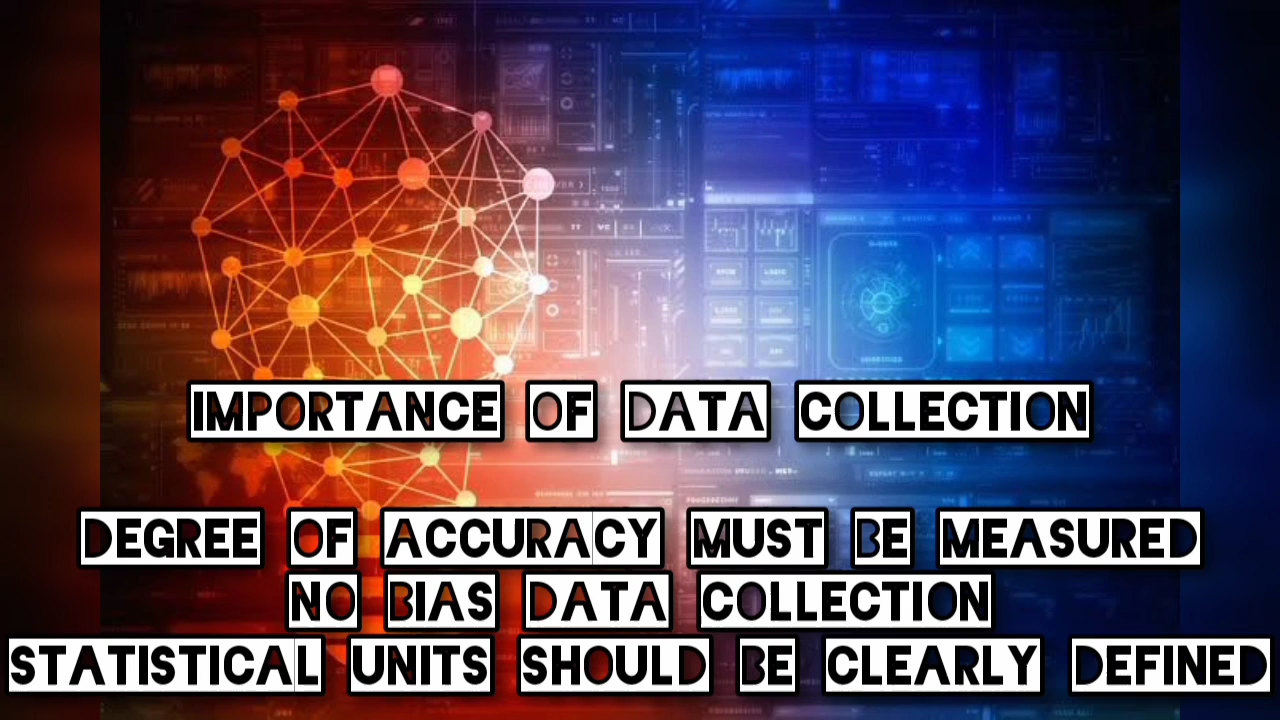 IMPORTANCE OF DATA COLLECTION
DEGREE OF ACCURACY MUST BE MEASURED
NO BIAS DATA COLLECTION
STATISTICAL UNITS SHOULD BE CLEARLY DEFINED